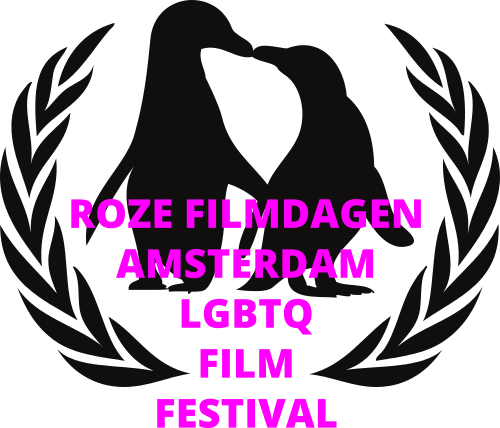 ROZE FILMDAGEN
AMSTERDAM
LGBTQ
FILM
FESTIVAL